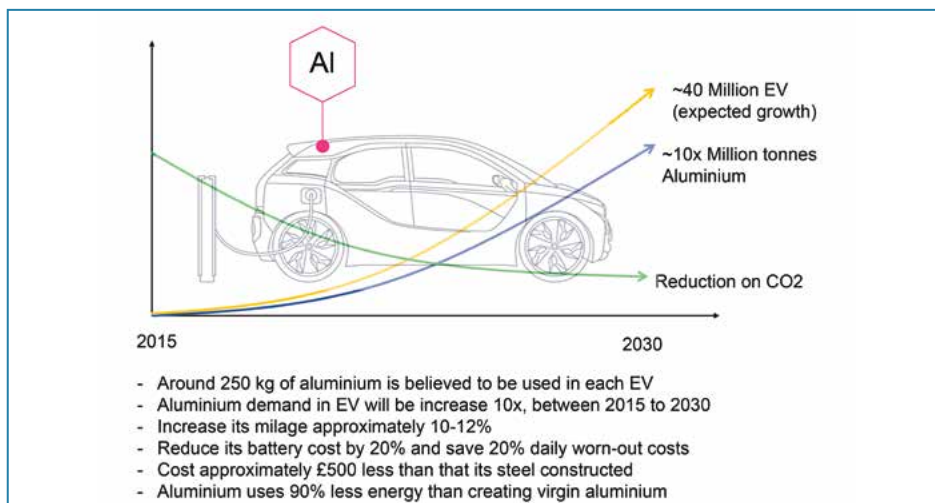 Al
~40 Million EV
(expected growth)
~10x Million tonnes
Aluminium
Reduction on CO2
2015
2030
- Around 250 kg of aluminium is believed to be used in each EV
- Aluminium demand in EV will be increase 10x, between 2015 to 2030
- Increase its milage approximately 10-12%
- Reduce its battery cost by 20% and save 20% daily worn-out costs
- Cost approximately £500 less than that its steel constructed
- Aluminium uses 90% less energy than creating virgin aluminium